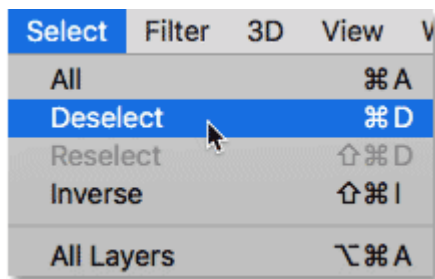 Select Filter 3D View
All ⌘ A
Deselect ⌘ D
Reselect ⇧⌘ D
Inverse ⇧⌘ I
All Layers ⌥⌘ A